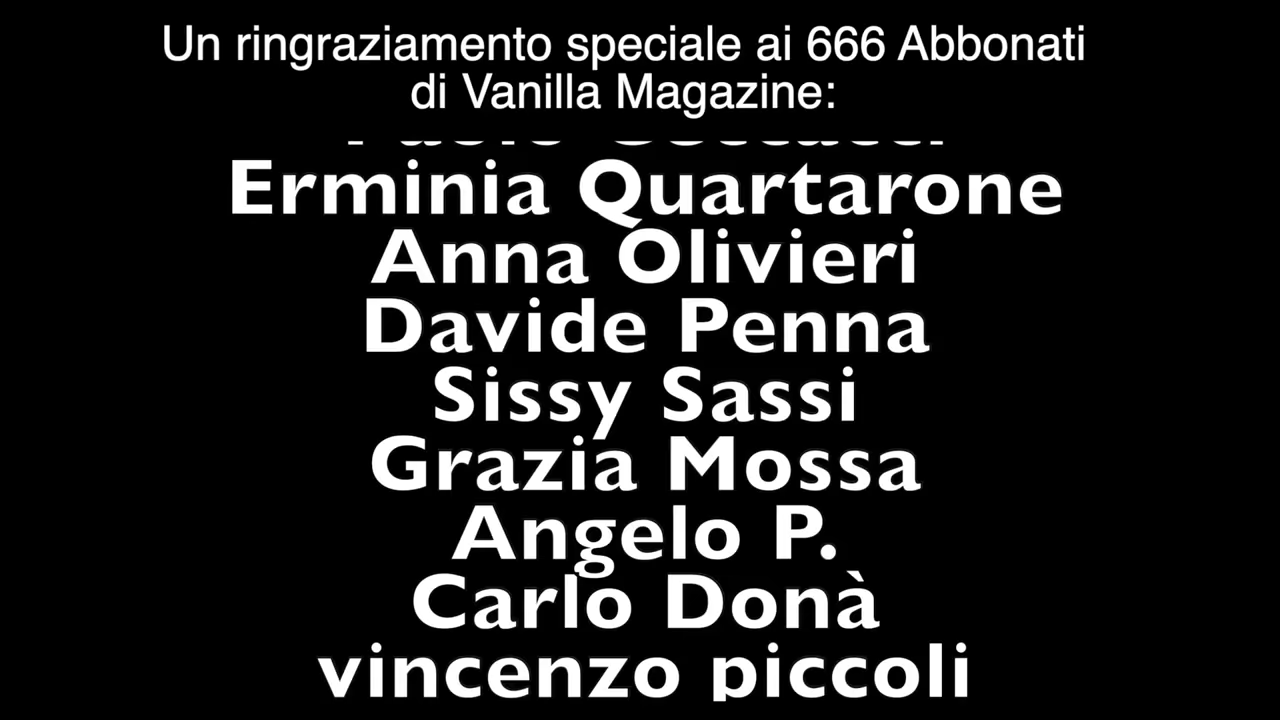 Un ringraziamento speciale ai 666 Abbonati
di Vanilla Magazine:
Erminia Quartarone
Anna Olivieri
Davide Penna
Sissy Sassi
Grazia Mossa
Angelo P.
Carlo Donà
vincenzo piccoli